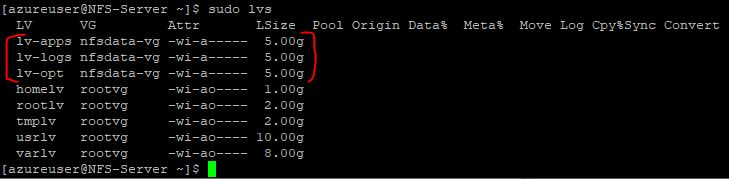 [azureuser@NFS-Server ~]$ sudo lvs
  LV      VG         Attr       LSize  Pool Origin Data%  Meta%  Move Log Cpy%Sync Convert
  lv-apps nfsdata-vg -wi-a-----  5.00g
  lv-logs nfsdata-vg -wi-a-----  5.00g
  lv-opt  nfsdata-vg -wi-a-----  5.00g
  homelv  rootvg     -wi-ao----  1.00g
  rootlv  rootvg     -wi-ao----  2.00g
  tmplv   rootvg     -wi-ao----  2.00g
  usrlv   rootvg     -wi-ao---- 10.00g
  varlv   rootvg     -wi-ao----  8.00g
[azureuser@NFS-Server ~]$